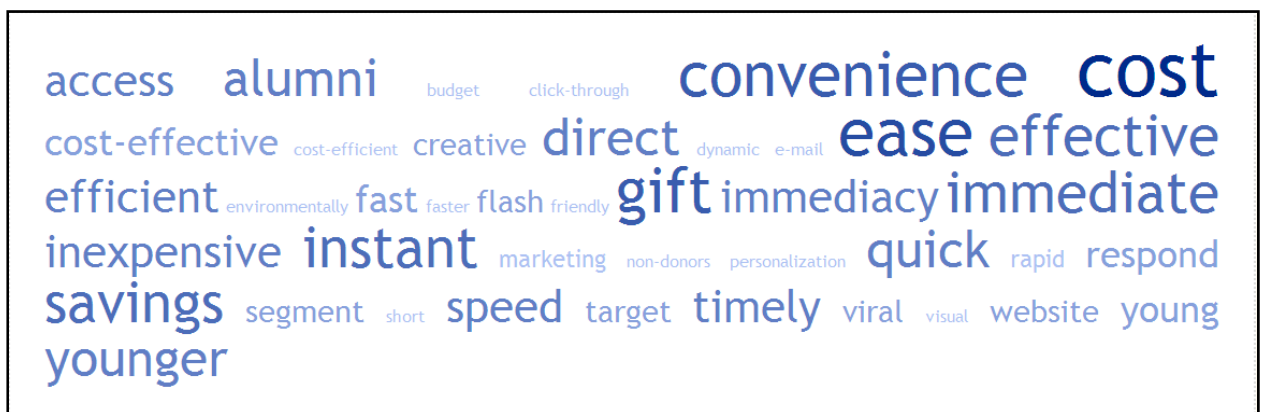 access alumni budget click-through convenience cost
cost-effective cost-efficient creative direct dynamic e-mail ease effective
efficient environmentally fast faster flash friendly gift immediacy immediate
inexpensive instant marketing non-donors personalization quick rapid respond
savings segment short speed target timely viral visual website young
younger